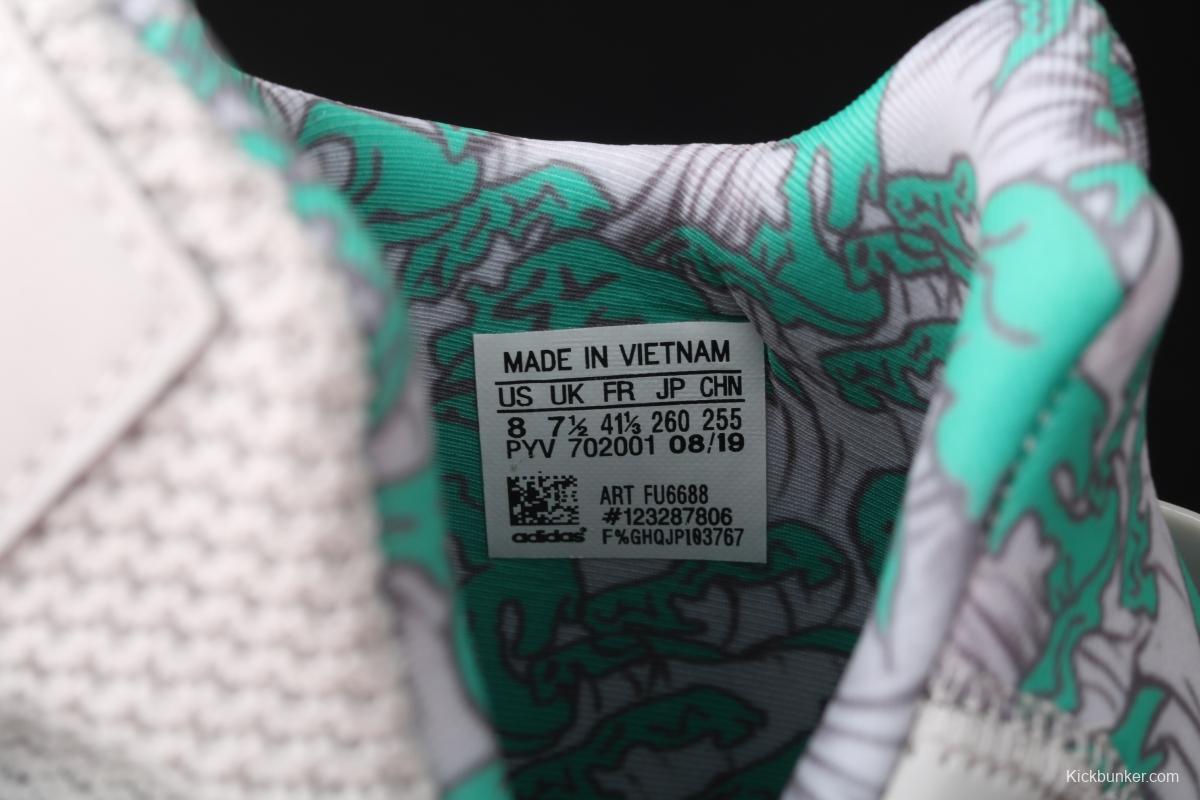 MADE IN VIETNAM
US UK FR JP CHN
8 7½ 41⅓ 260 255
PYV 702001 08/19
ART FU6688
#123287806
adidas F%GHQJPI03767
Kickbunker.com